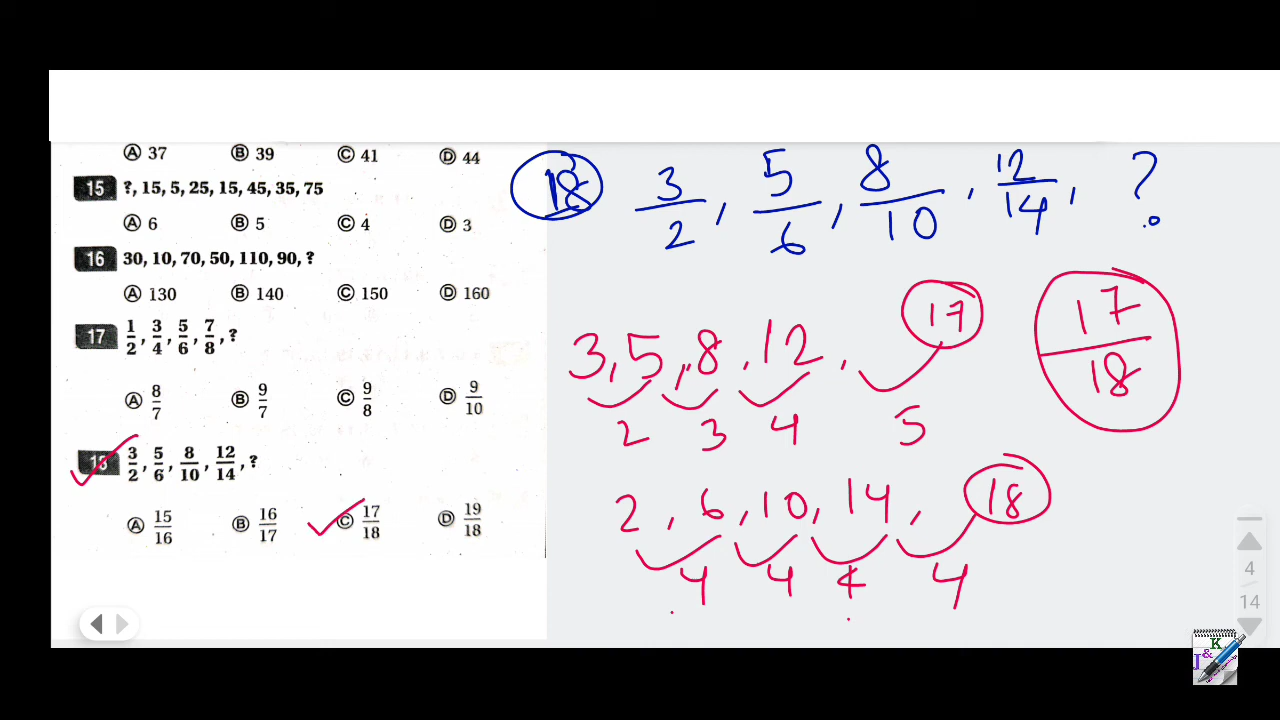 Ⓐ 37 Ⓑ 39 Ⓒ 41 Ⓓ 44
15 ?, 15, 5, 25, 15, 45, 35, 75
Ⓐ 6 Ⓑ 5 Ⓒ 4 Ⓓ 3
16 30, 10, 70, 50, 110, 90, ?
Ⓐ 130 Ⓑ 140 Ⓒ 150 Ⓓ 160
17 1/2, 3/4, 5/6, 7/8, ?
Ⓐ 8/7 Ⓑ 9/7 Ⓒ 9/8 Ⓓ 9/10
18 3/2, 5/6, 8/10, 12/14, ?
Ⓐ 15/16 Ⓑ 16/17 Ⓒ 17/18 Ⓓ 19/18
18 3/2, 5/6, 8/10, 12/14, ?
3, 5, 8, 12, 17
2 3 4 5
17/18
2, 6, 10, 14, 18
4 4 4 4
4
14
I & K